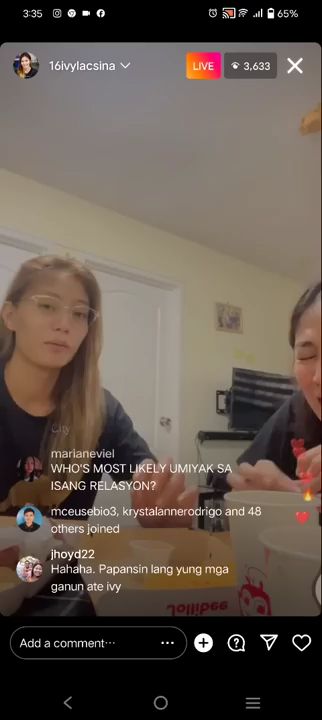 3:35
65%
16ivylacsina
LIVE
3,633
City
marianeviel
WHO'S MOST LIKELY UMIYAK SA
ISANG RELASYON?
mceusebio3, krystalannerodrigo and 48
others joined
jhoyd22
Hahaha. Papansin lang yung mga
ganun ate ivy
Jollibee
Add a comment...